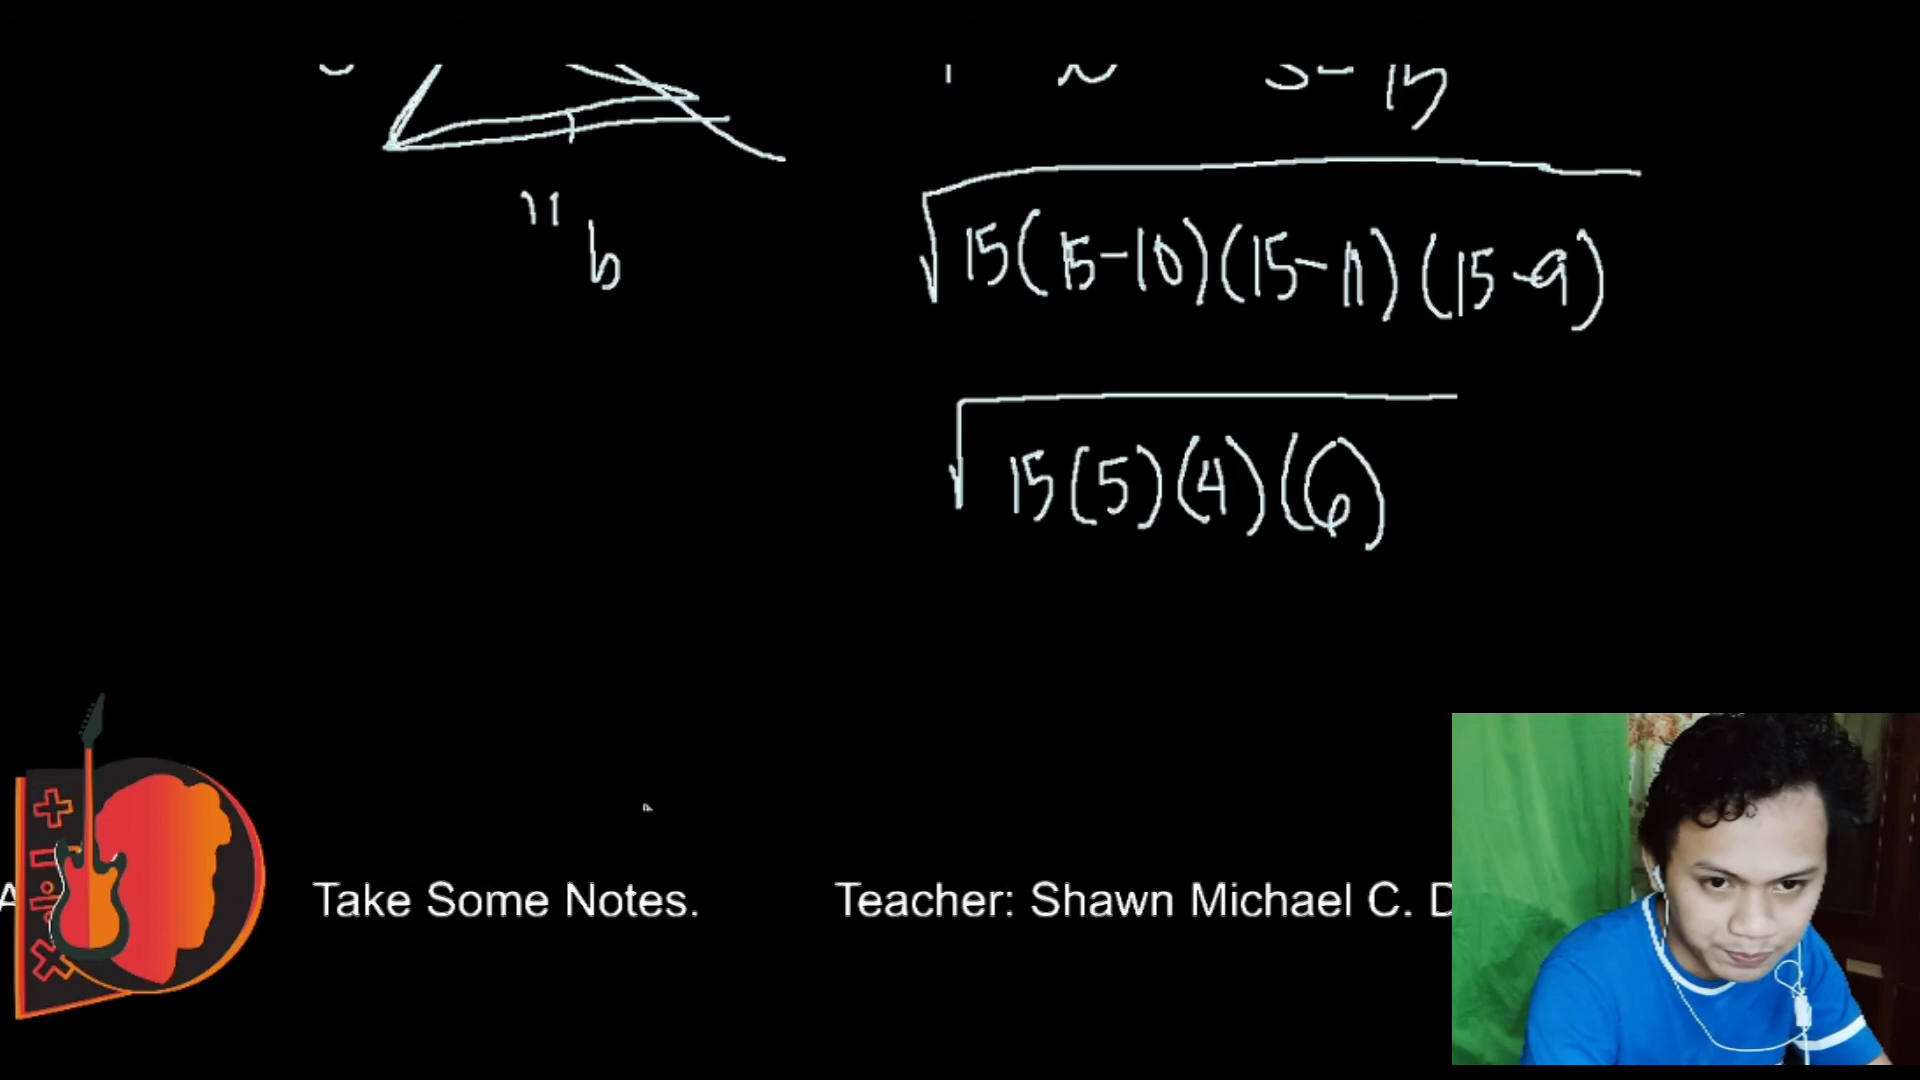 S = 15
11
b
√15(15-10)(15-11)(15-9)
√15(5)(4)(6)
Take Some Notes. Teacher: Shawn Michael C. D